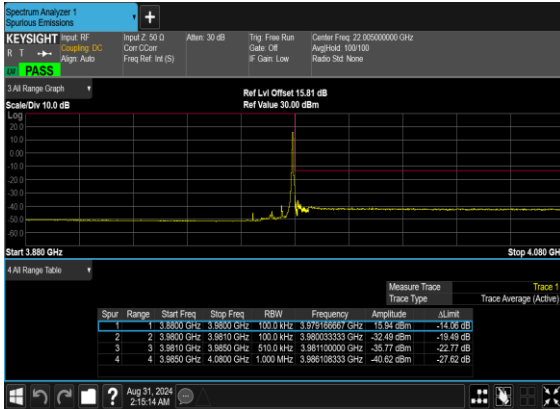 Spectrum Analyzer 1
Spurious Emissions
+
KEYSIGHT Input: RF Input Z: 50 Ω Atten: 30 dB Trig: Free Run Center Freq: 22.005000000 GHz
R T Coupling: DC Corr CCorr Gate: Off Avg|Hold: 100/100
Align: Auto Freq Ref: Int (S) IF Gain: Low Radio Std: None
PASS
3 All Range Graph
Ref Lvl Offset 15.81 dB
Scale/Div 10.0 dB Ref Value 30.00 dBm
Log
20.0
10.0
0.00
-10.0
-20.0
-30.0
-40.0
-50.0
-60.0
Start 3.880 GHz Stop 4.080 GHz
4 All Range Table
Measure Trace Trace 1
Trace Type Trace Average (Active)
Spur Range Start Freq Stop Freq RBW Frequency Amplitude ΔLimit
1 1 3.8800 GHz 3.9800 GHz 100.0 kHz 3.979166667 GHz 15.94 dBm -14.06 dB
2 2 3.9800 GHz 3.9810 GHz 100.0 kHz 3.980033333 GHz -32.49 dBm -19.49 dB
3 3 3.9810 GHz 3.9850 GHz 510.0 kHz 3.981100000 GHz -35.77 dBm -22.77 dB
4 4 3.9850 GHz 4.0800 GHz 1.000 MHz 3.986108333 GHz -40.62 dBm -27.62 dB
? Aug 31, 2024
2:15:14 AM